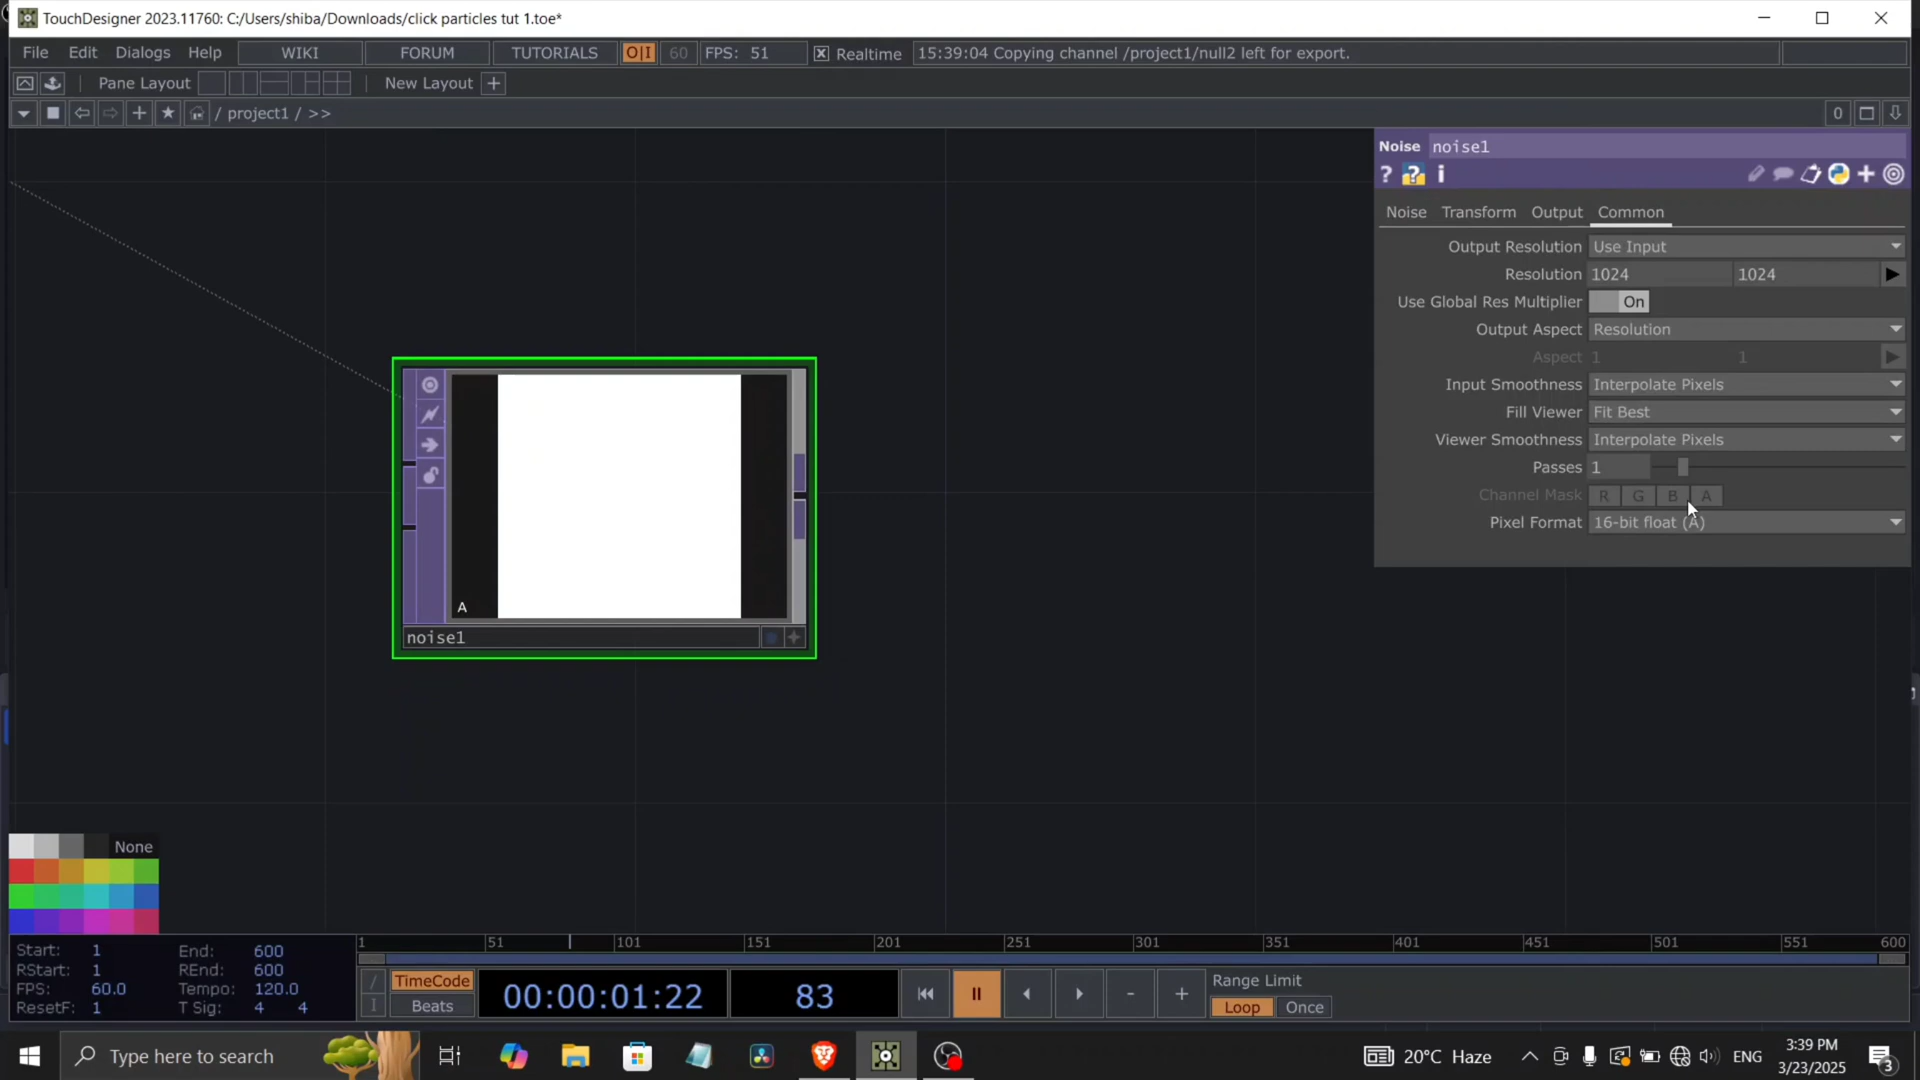 TouchDesigner 2023.11760: C:/Users/shiba/Downloads/click particles tut 1.toe*
File Edit Dialogs Help WIKI FORUM TUTORIALS O|I 60 FPS: 51 Realtime 15:39:04 Copying channel /project1/null2 left for export.
Pane Layout New Layout +
/ project1 / >> 0
Noise noise1
? ? i
Noise Transform Output Common
Output Resolution Use Input
Resolution 1024 1024
Use Global Res Multiplier On
Output Aspect Resolution
Aspect 1 1
Input Smoothness Interpolate Pixels
Fill Viewer Fit Best
Viewer Smoothness Interpolate Pixels
Passes 1
Channel Mask R G B A
Pixel Format 16-bit float (A)
A
noise1
None
Start: 1 End: 600
RStart: 1 REnd: 600
FPS: 60.0 Tempo: 120.0
ResetF: 1 T Sig: 4 4
1 51 101 151 201 251 301 351 401 451 501 551 600
/ TimeCode
I Beats
00:00:01:22 83
- +
Range Limit
Loop Once
Type here to search
20°C Haze ENG
3:39 PM
3/23/2025
3